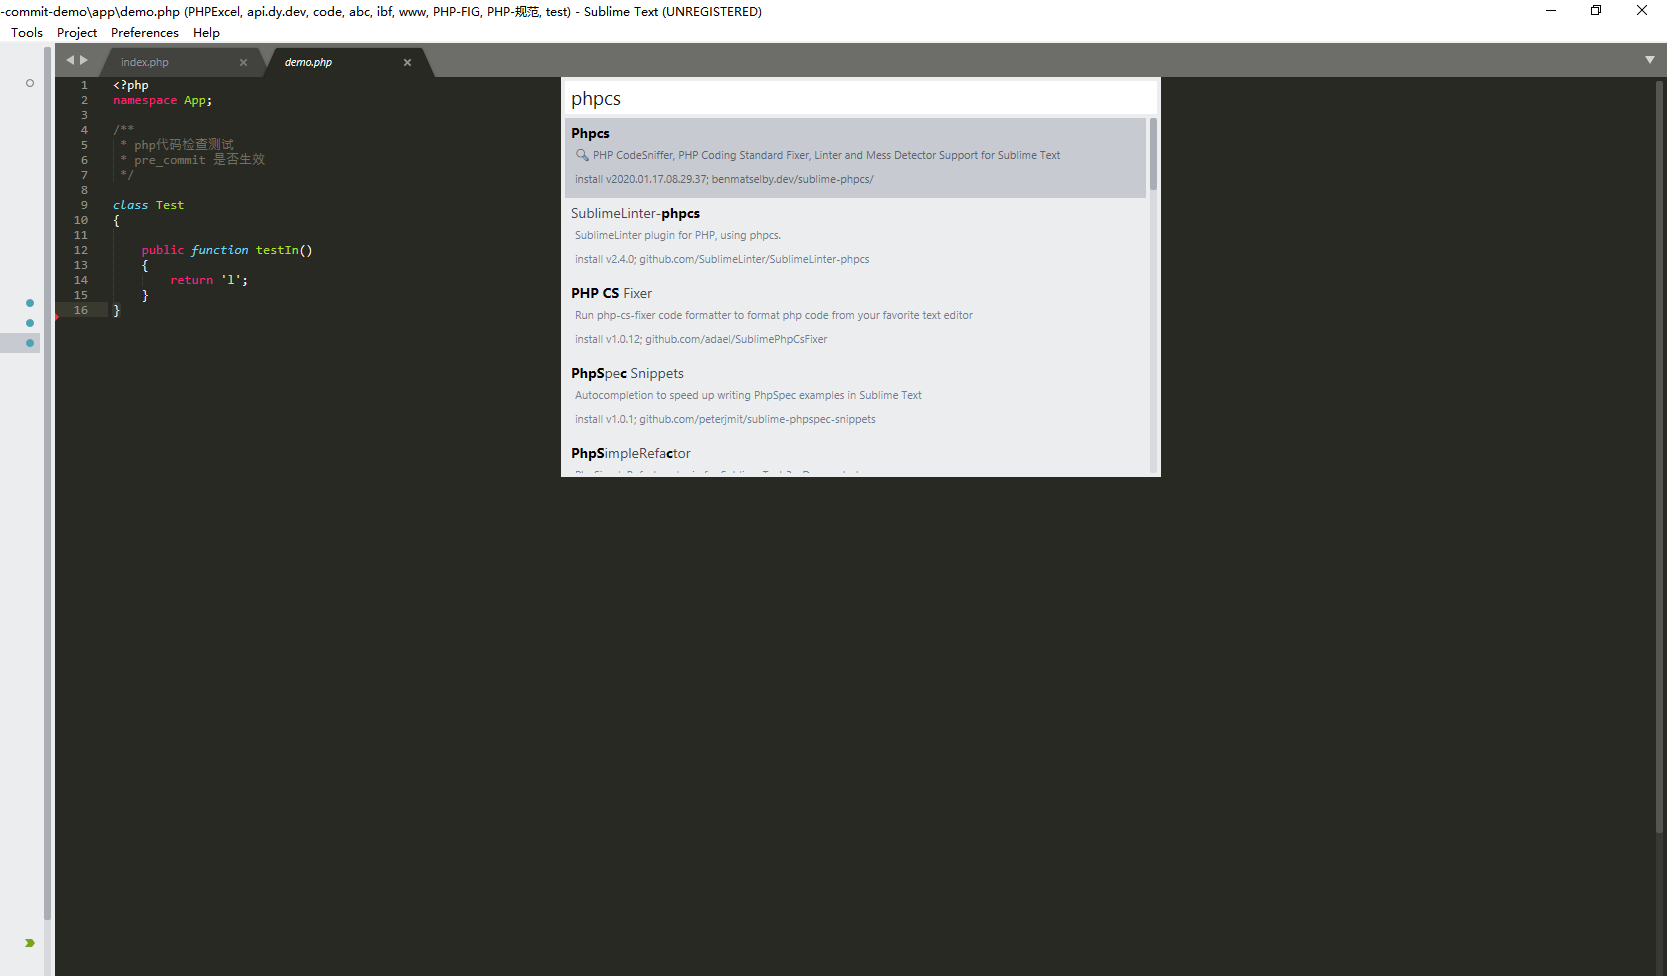 -commit-demo\app\demo.php (PHPExcel, api.dy.dev, code, abc, ibf, www, PHP-FIG, PHP-规范, test) - Sublime Text (UNREGISTERED)
Tools Project Preferences Help
index.php × demo.php ×
1 <?php
2 namespace App;
3
4 /**
5 * php代码检查测试
6 * pre_commit 是否生效
7 */
8
9 class Test
10 {
11
12 public function testIn()
13 {
14 return 'l';
15 }
16 }
phpcs
Phpcs
PHP CodeSniffer, PHP Coding Standard Fixer, Linter and Mess Detector Support for Sublime Text
install v2020.01.17.08.29.37; benmatselby.dev/sublime-phpcs/
SublimeLinter-phpcs
SublimeLinter plugin for PHP, using phpcs.
install v2.4.0; github.com/SublimeLinter/SublimeLinter-phpcs
PHP CS Fixer
Run php-cs-fixer code formatter to format php code from your favorite text editor
install v1.0.12; github.com/adael/SublimePhpCsFixer
PhpSpec Snippets
Autocompletion to speed up writing PhpSpec examples in Sublime Text
install v1.0.1; github.com/peterjmit/sublime-phpspec-snippets
PhpSimpleRefactor